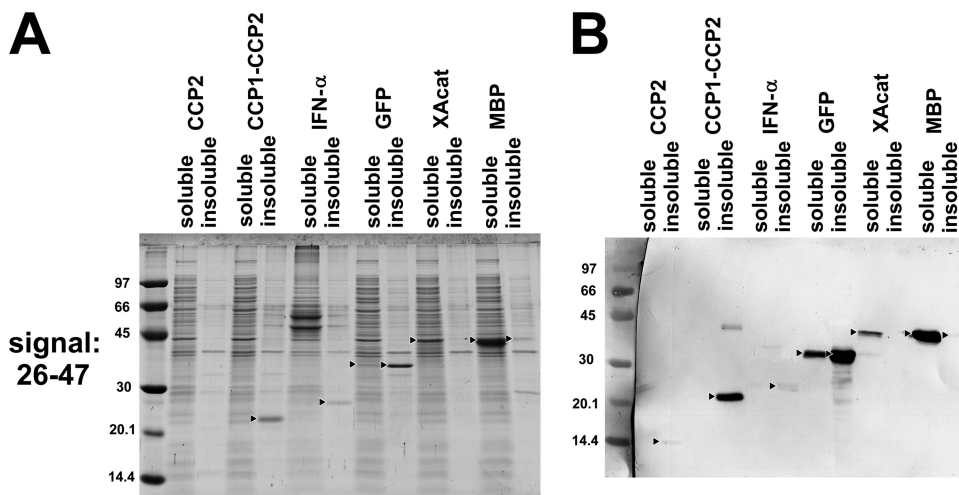 A
CCP2
CCP1-CCP2
IFN-α
GFP
XAcat
MBP
soluble
insoluble
soluble
insoluble
soluble
insoluble
soluble
insoluble
soluble
insoluble
soluble
insoluble
97
66
45
30
20.1
14.4
signal:
26-47
B
CCP2
CCP1-CCP2
IFN-α
GFP
XAcat
MBP
soluble
insoluble
soluble
insoluble
soluble
insoluble
soluble
insoluble
soluble
insoluble
soluble
insoluble
97
66
45
30
20.1
14.4